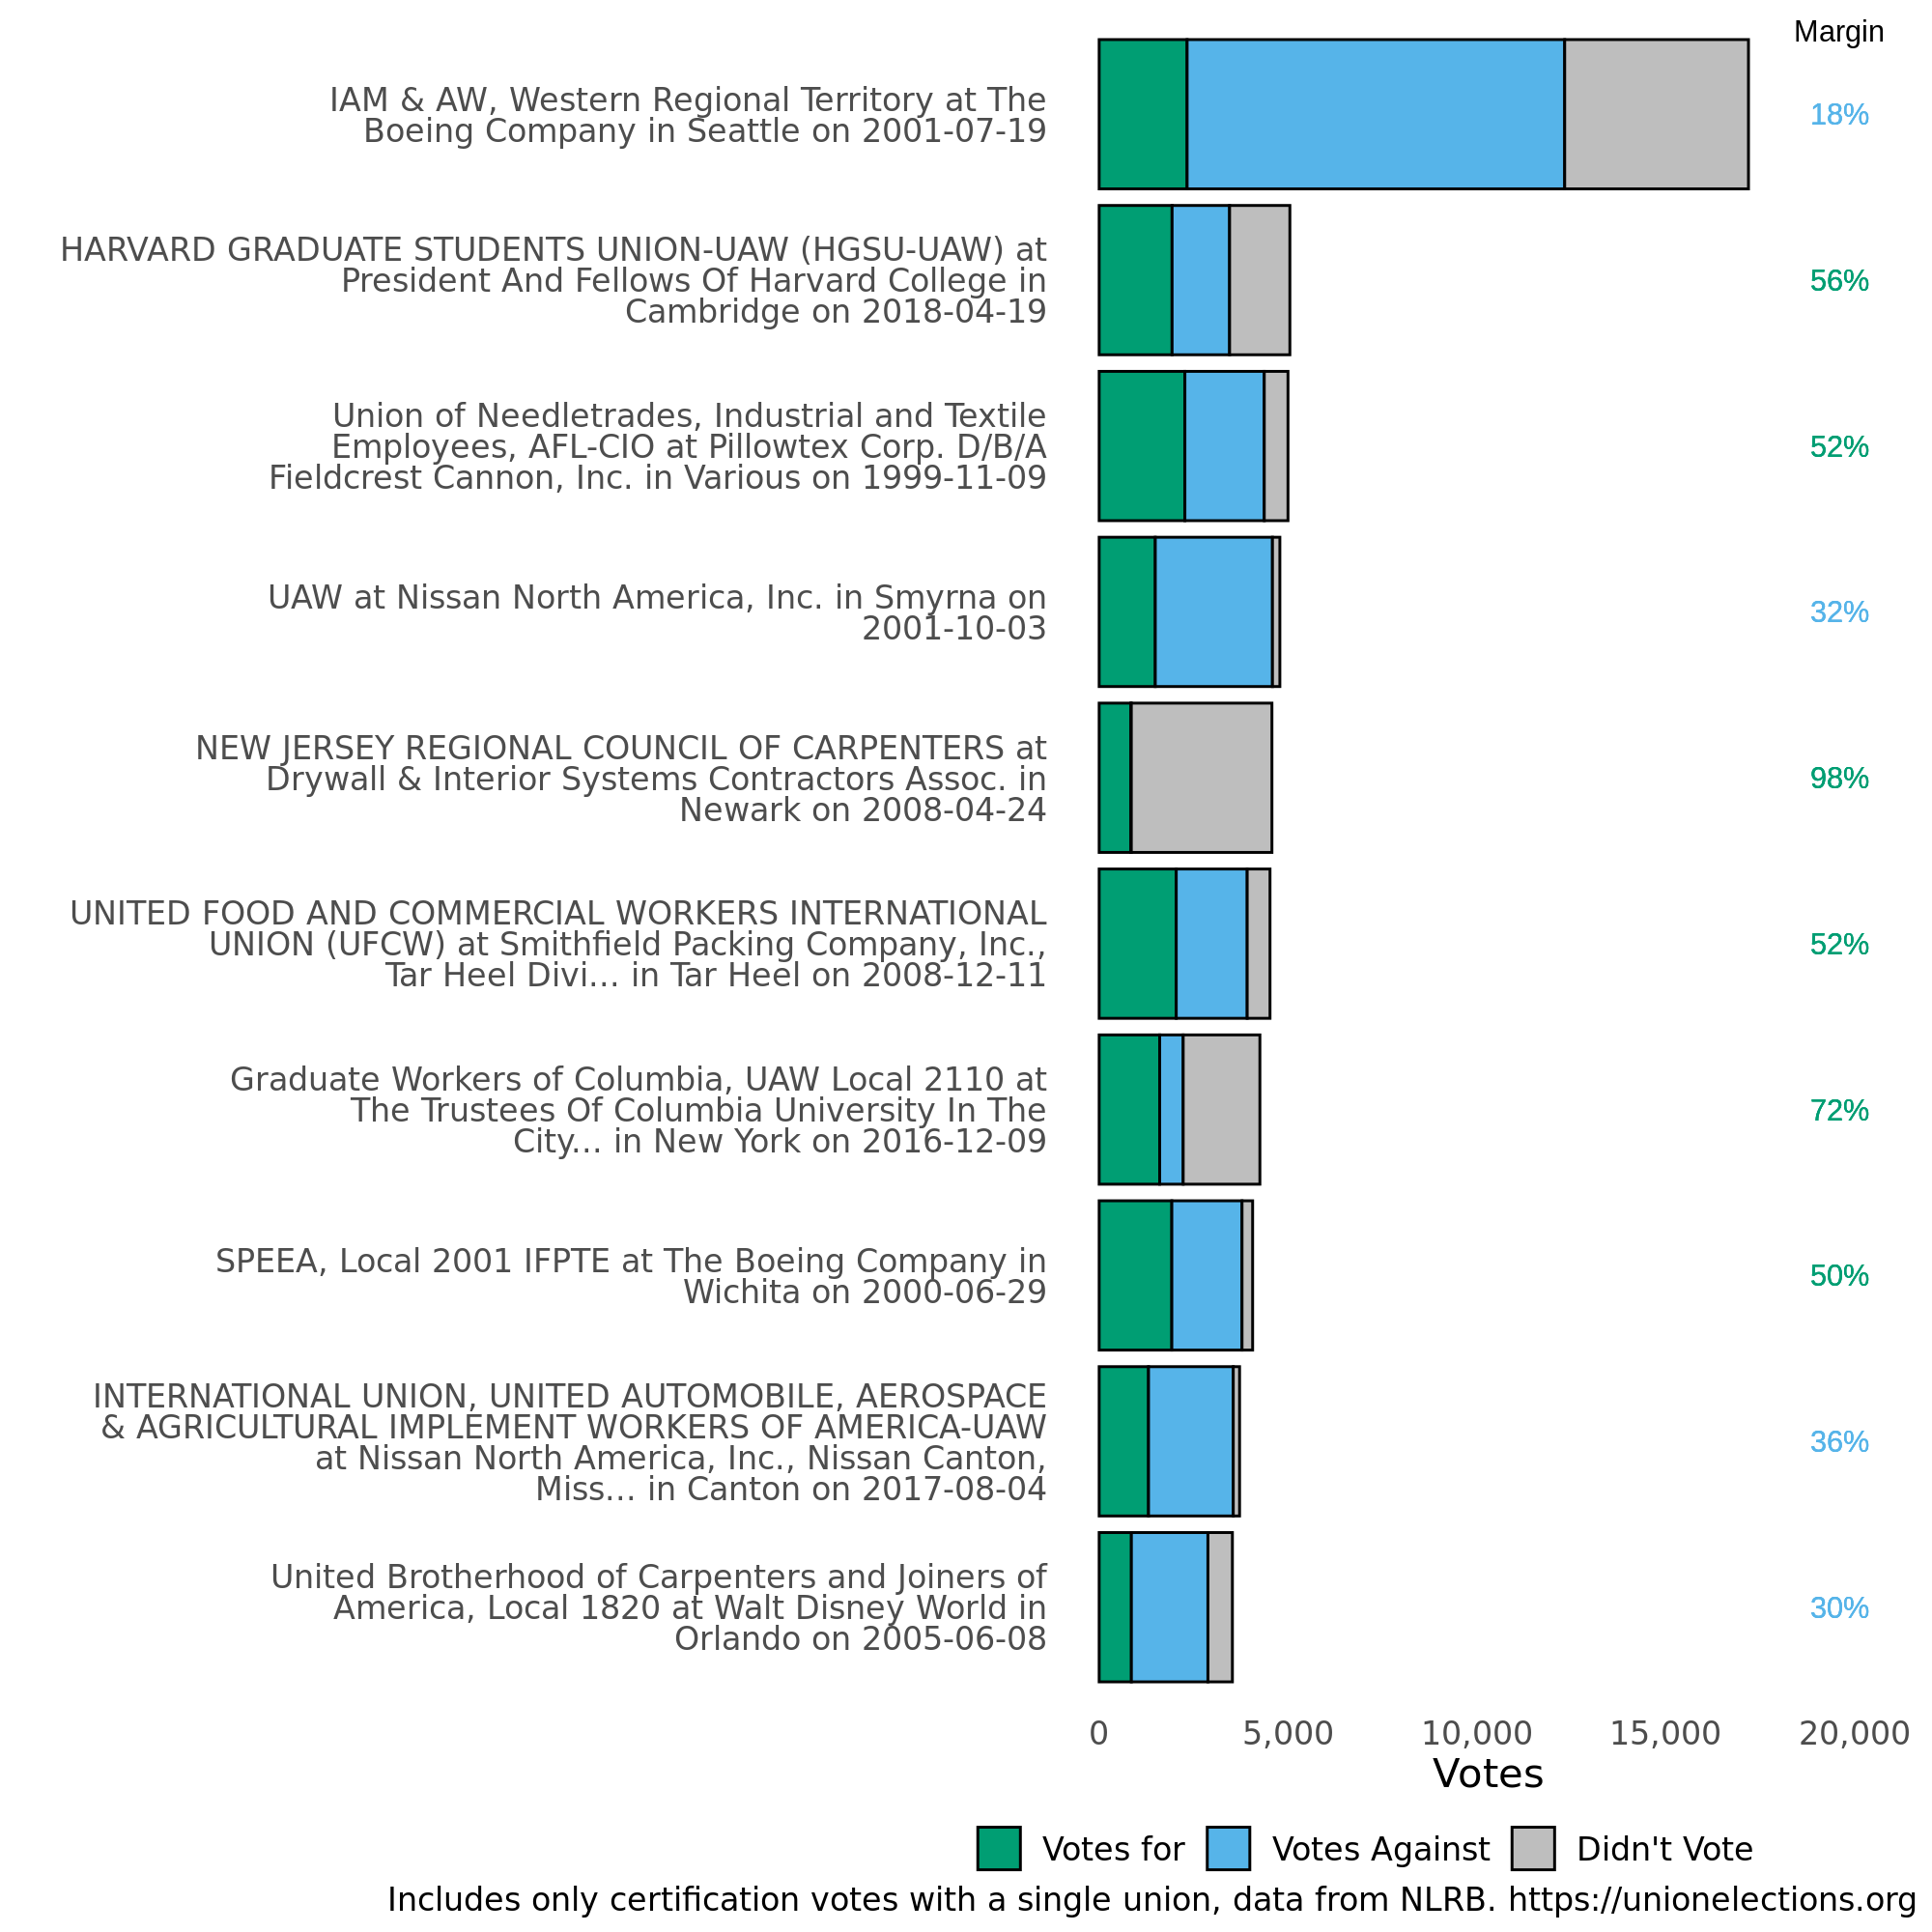 Margin
IAM & AW, Western Regional Territory at The
Boeing Company in Seattle on 2001-07-19
18%
HARVARD GRADUATE STUDENTS UNION-UAW (HGSU-UAW) at
President And Fellows Of Harvard College in
Cambridge on 2018-04-19
56%
Union of Needletrades, Industrial and Textile
Employees, AFL-CIO at Pillowtex Corp. D/B/A
Fieldcrest Cannon, Inc. in Various on 1999-11-09
52%
UAW at Nissan North America, Inc. in Smyrna on
2001-10-03
32%
NEW JERSEY REGIONAL COUNCIL OF CARPENTERS at
Drywall & Interior Systems Contractors Assoc. in
Newark on 2008-04-24
98%
UNITED FOOD AND COMMERCIAL WORKERS INTERNATIONAL
UNION (UFCW) at Smithfield Packing Company, Inc.,
Tar Heel Divi... in Tar Heel on 2008-12-11
52%
Graduate Workers of Columbia, UAW Local 2110 at
The Trustees Of Columbia University In The
City... in New York on 2016-12-09
72%
SPEEA, Local 2001 IFPTE at The Boeing Company in
Wichita on 2000-06-29
50%
INTERNATIONAL UNION, UNITED AUTOMOBILE, AEROSPACE
& AGRICULTURAL IMPLEMENT WORKERS OF AMERICA-UAW
at Nissan North America, Inc., Nissan Canton,
Miss... in Canton on 2017-08-04
36%
United Brotherhood of Carpenters and Joiners of
America, Local 1820 at Walt Disney World in
Orlando on 2005-06-08
30%
0 5,000 10,000 15,000 20,000
Votes
Votes for Votes Against Didn't Vote
Includes only certification votes with a single union, data from NLRB. https://unionelections.org